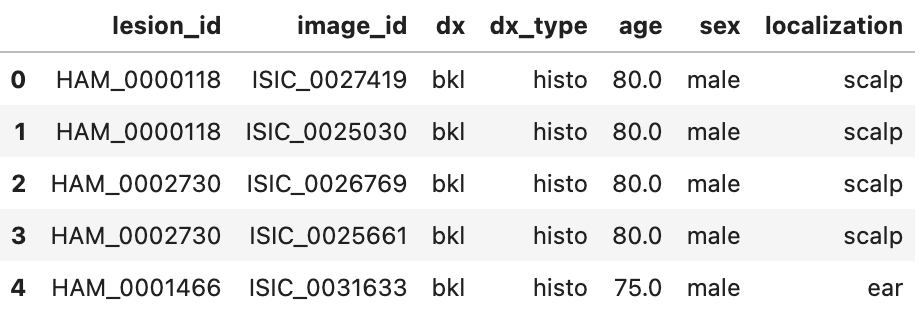 lesion_id image_id dx dx_type age sex localization
0 HAM_0000118 ISIC_0027419 bkl histo 80.0 male scalp
1 HAM_0000118 ISIC_0025030 bkl histo 80.0 male scalp
2 HAM_0002730 ISIC_0026769 bkl histo 80.0 male scalp
3 HAM_0002730 ISIC_0025661 bkl histo 80.0 male scalp
4 HAM_0001466 ISIC_0031633 bkl histo 75.0 male ear